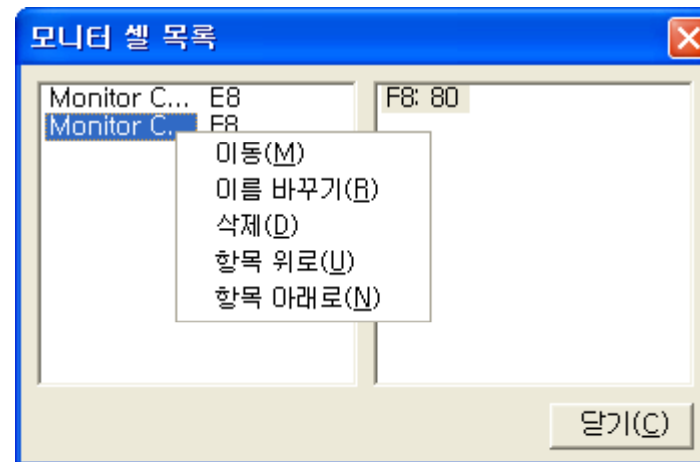 모니터 셀 목록
Monitor C... E8
F8: 80
Monitor C... F8
이동(M)
이름 바꾸기(R)
삭제(D)
항목 위로(U)
항목 아래로(N)
닫기(C)